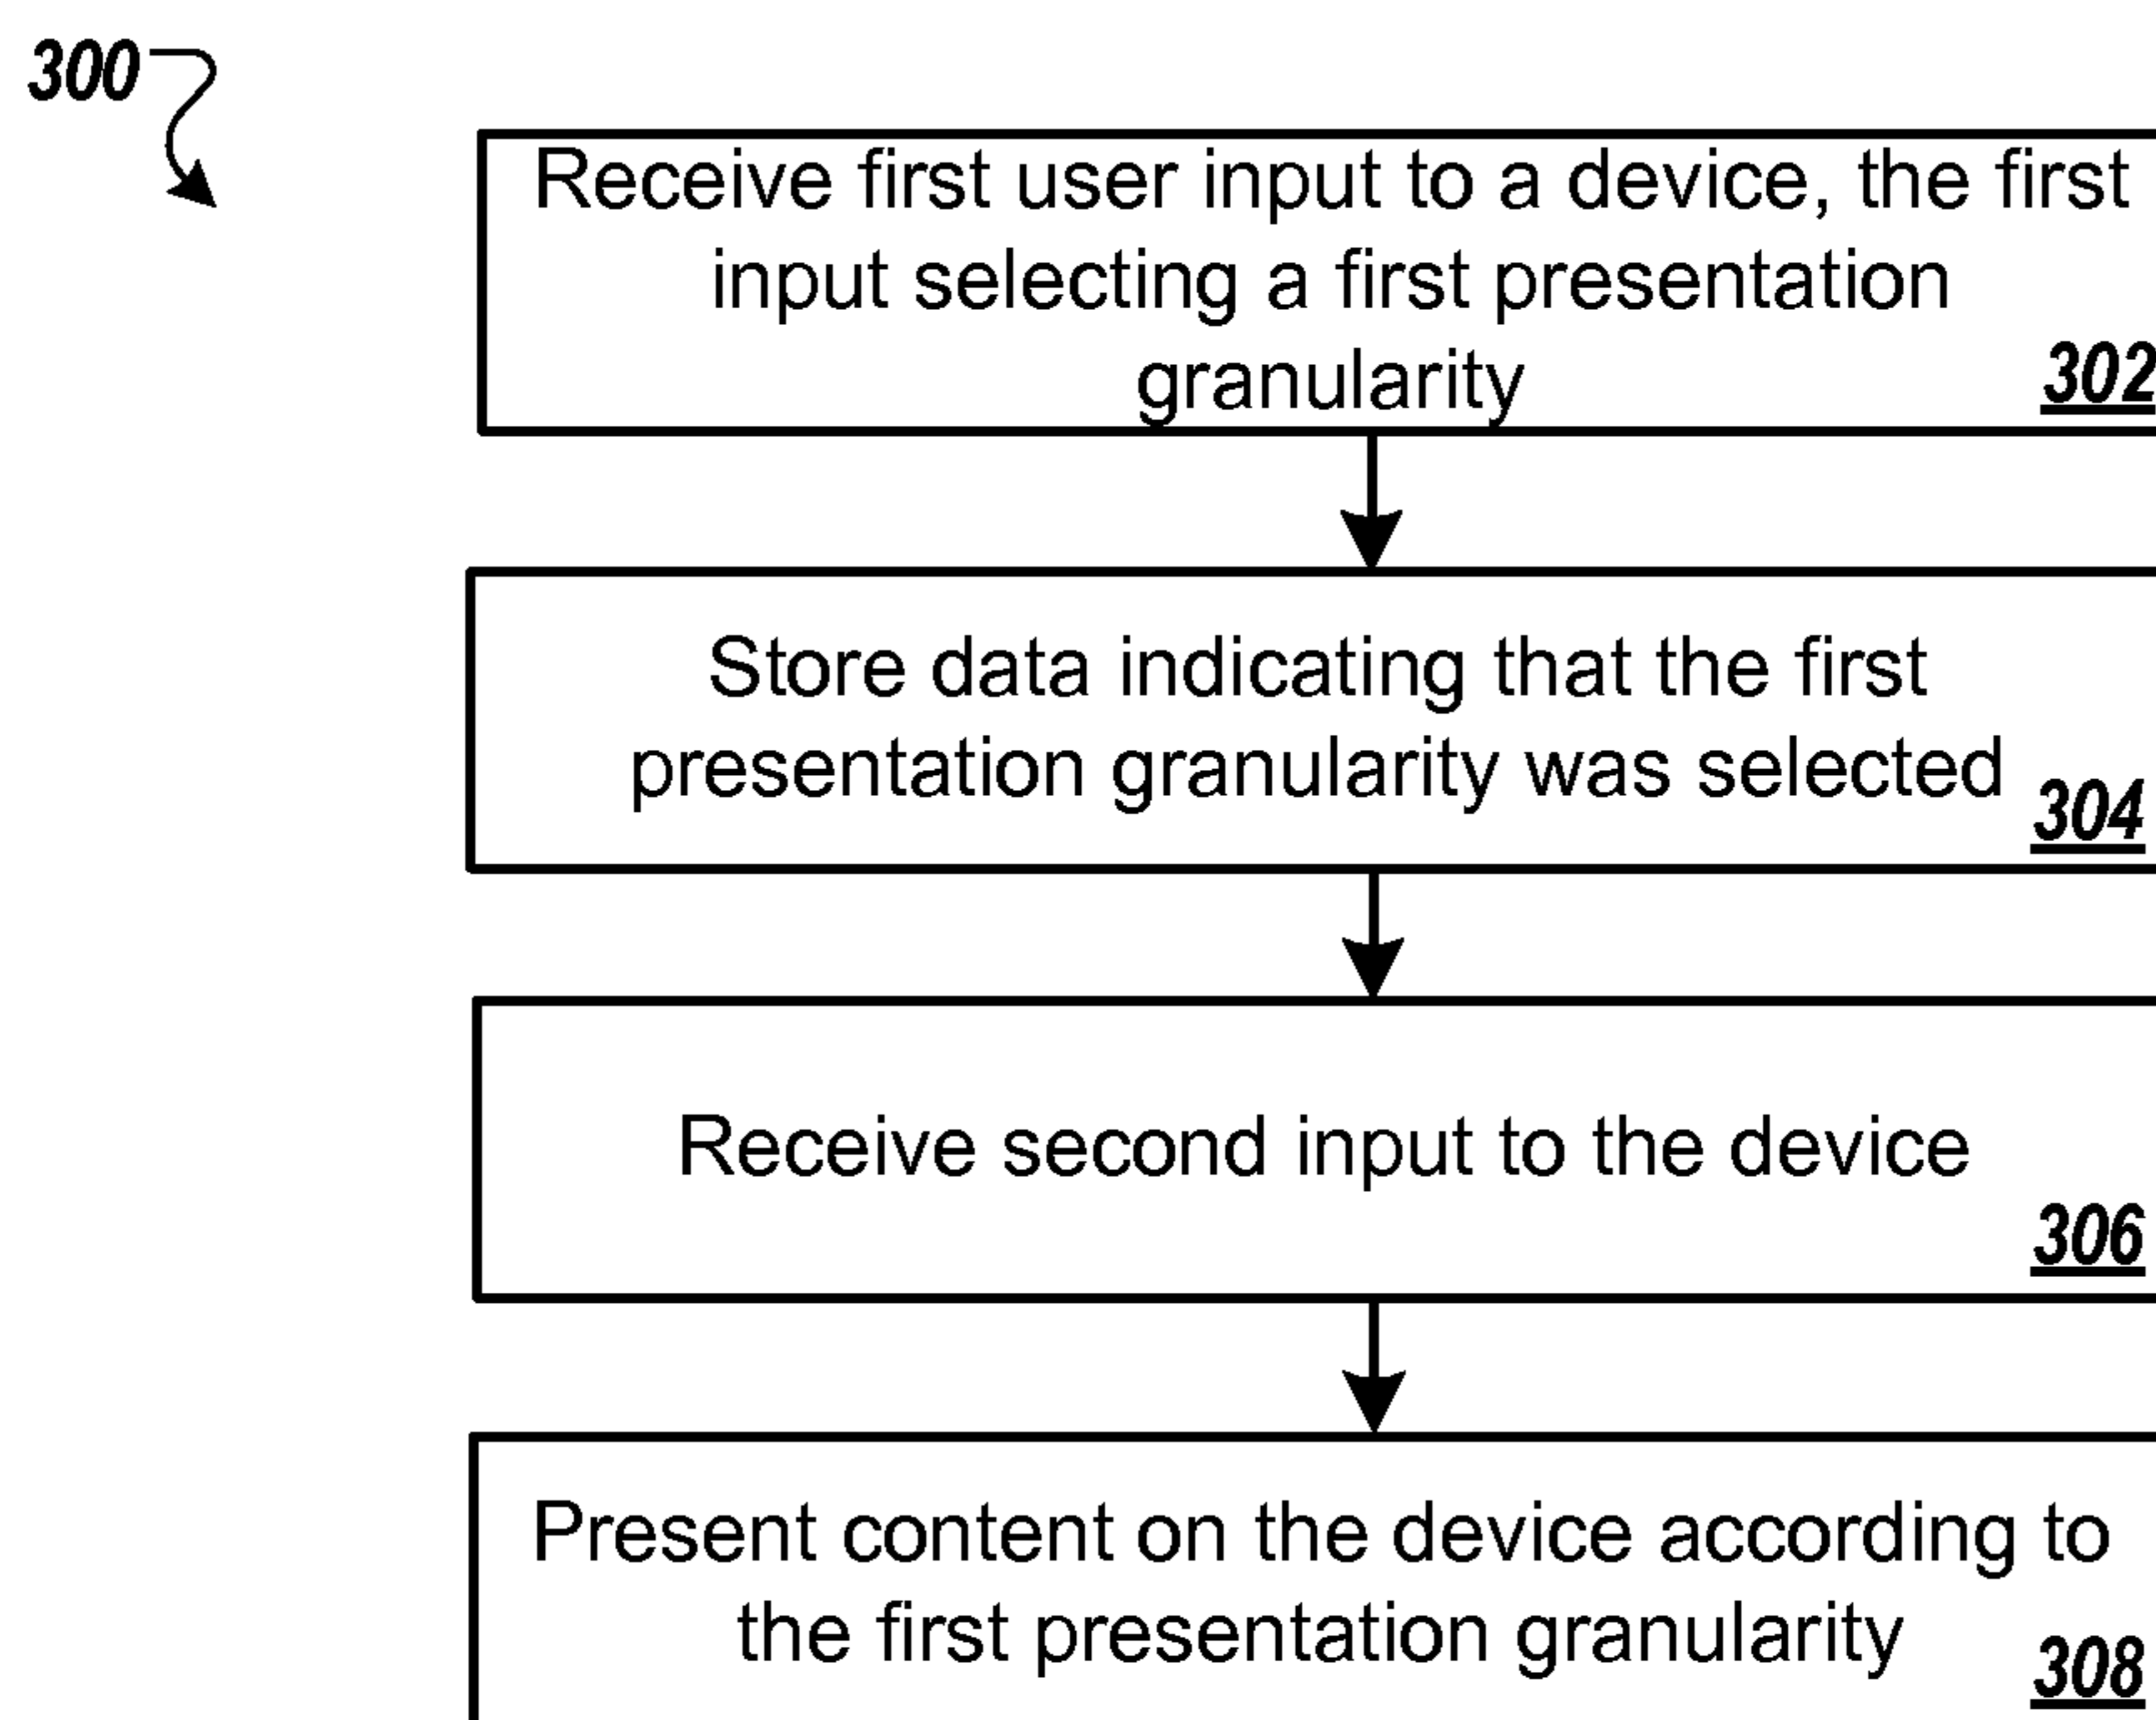 300
Receive first user input to a device, the first
input selecting a first presentation
granularity
302
Store data indicating that the first
presentation granularity was selected
304
Receive second input to the device
306
Present content on the device according to
the first presentation granularity
308